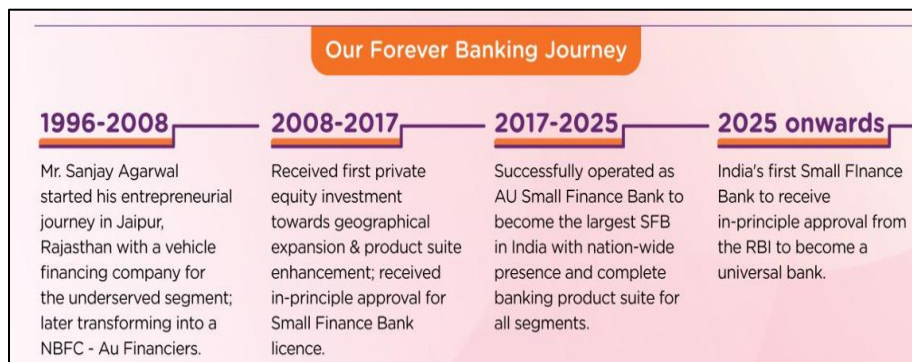 Our Forever Banking Journey
1996-2008
Mr. Sanjay Agarwal
started his entrepreneurial
journey in Jaipur,
Rajasthan with a vehicle
financing company for
the underserved segment;
later transforming into a
NBFC - Au Financiers.
2008-2017
Received first private
equity investment
towards geographical
expansion & product suite
enhancement; received
in-principle approval for
Small Finance Bank
licence.
2017-2025
Successfully operated as
AU Small Finance Bank to
become the largest SFB
in India with nation-wide
presence and complete
banking product suite for
all segments.
2025 onwards
India's first Small FInance
Bank to receive
in-principle approval from
the RBI to become a
universal bank.